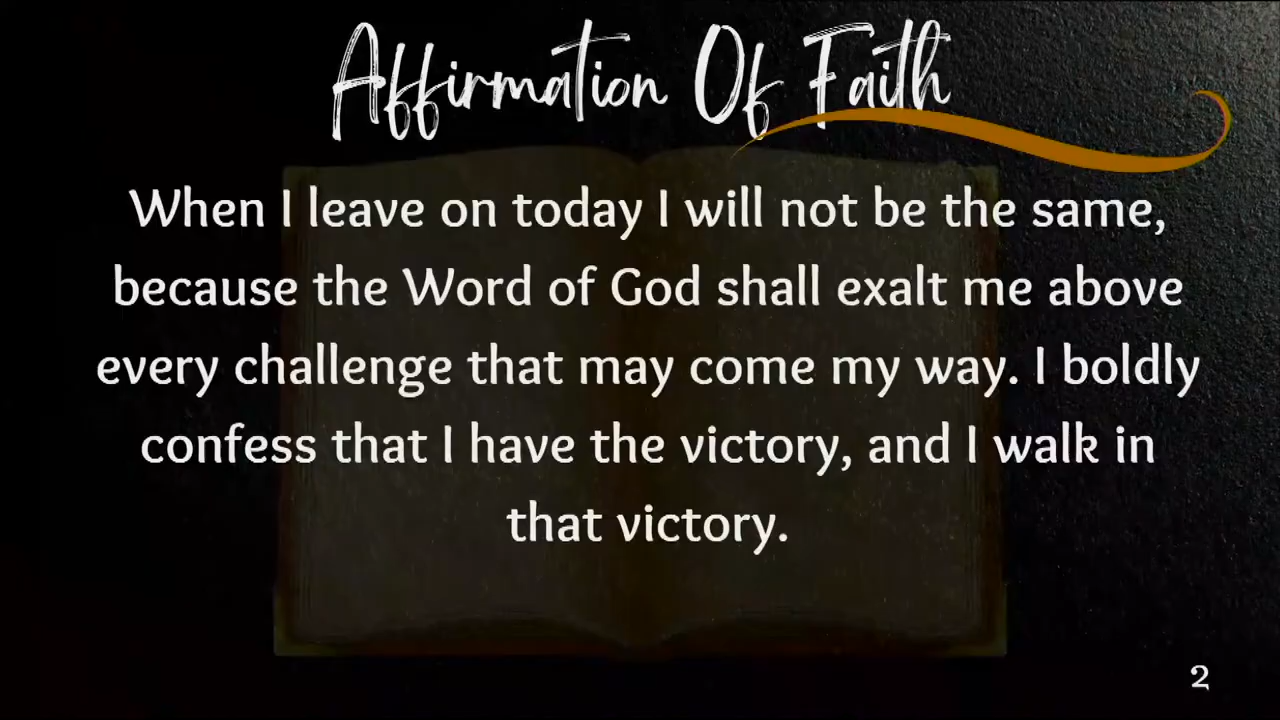 Affirmation Of Faith
When I leave on today I will not be the same,
because the Word of God shall exalt me above
every challenge that may come my way. I boldly
confess that I have the victory, and I walk in
that victory.
2